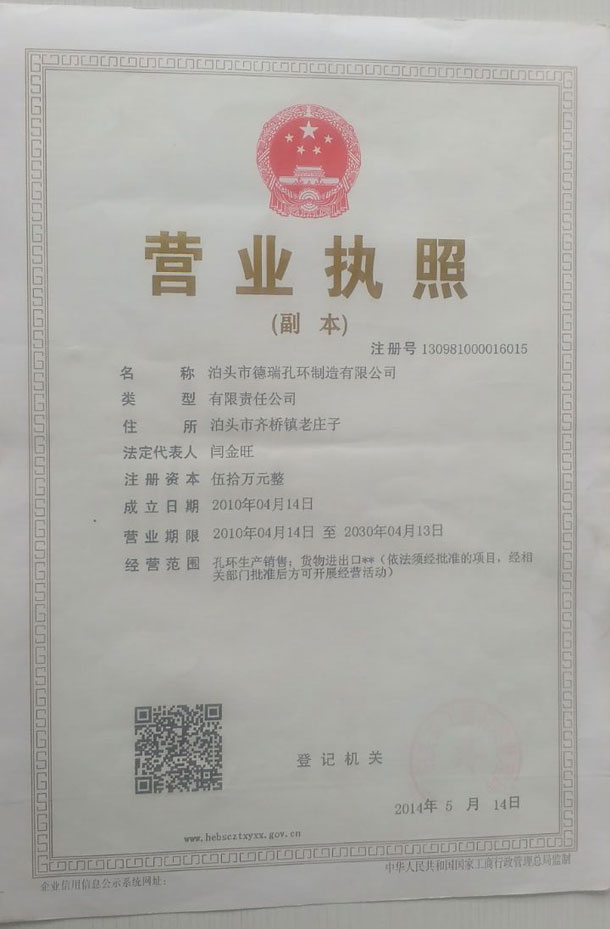 营业执照
(副 本)
注册号 130981000016015
名 称 泊头市德瑞孔环制造有限公司
类 型 有限责任公司
住 所 泊头市齐桥镇老庄子
法定代表人 闫金旺
注册资本 伍拾万元整
成立日期 2010年04月14日
营业期限 2010年04月14日 至 2030年04月13日
经营范围 孔环生产销售；货物进出口**（依法须经批准的项目，经相
关部门批准后方可开展经营活动）
登记机关
2014年 5 月 14日
www.hebscztxyxx.gov.cn
企业信用信息公示系统网址：
中华人民共和国国家工商行政管理总局监制